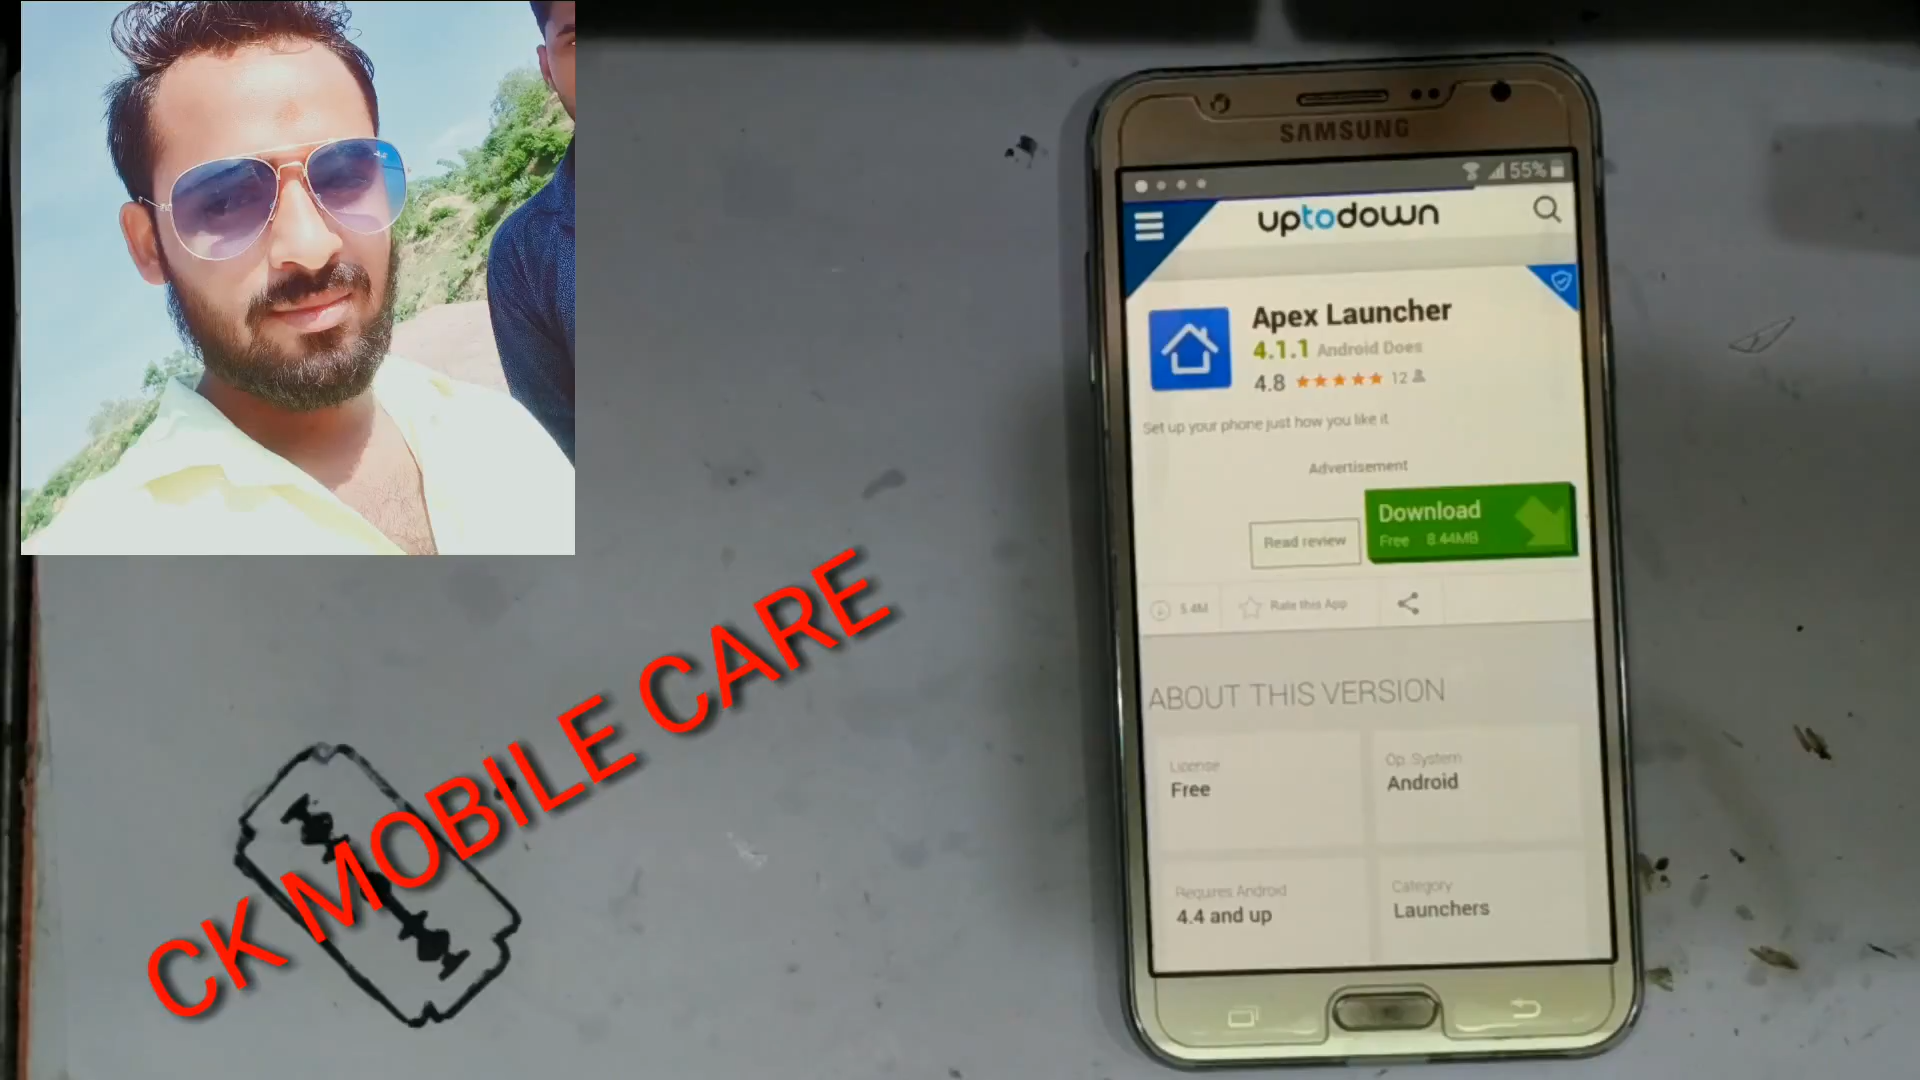 CK MOBILE CARE
SAMSUNG
55%
uptodown
Apex Launcher
4.1.1 Android Does
4.8 12
Set up your phone just how you like it
Advertisement
Download
Free 8.44MB
Read review
5.4M
Rate this App
ABOUT THIS VERSION
License
Free
Op. System
Android
Requires Android
4.4 and up
Category
Launchers